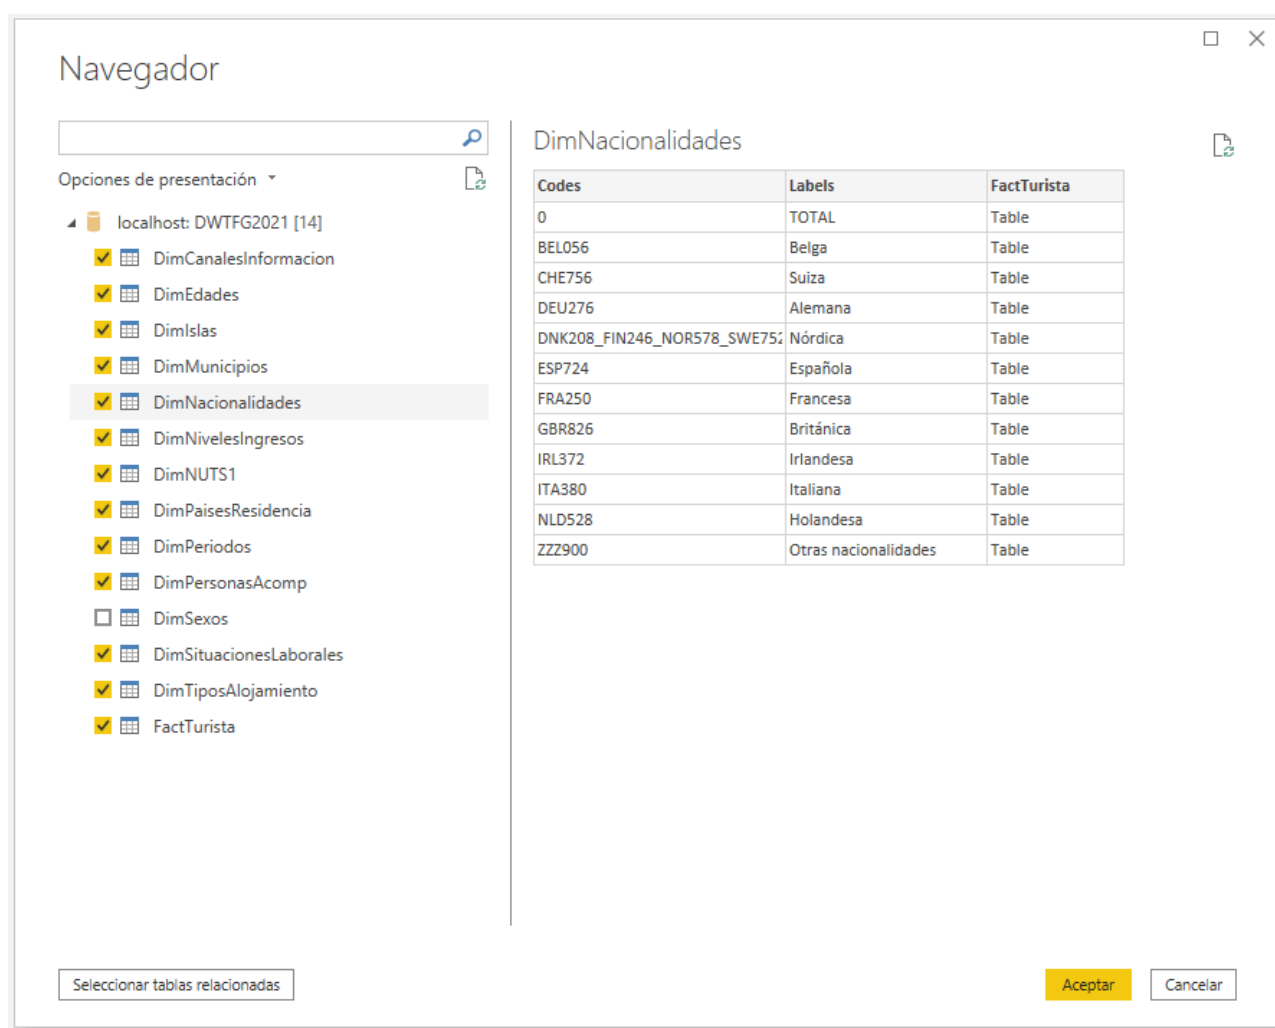 Navegador
Opciones de presentación
localhost: DWTFG2021 [14]
DimCanalesInformacion
DimEdades
DimIslas
DimMunicipios
DimNacionalidades
DimNivelesIngresos
DimNUTS1
DimPaisesResidencia
DimPeriodos
DimPersonasAcomp
DimSexos
DimSituacionesLaborales
DimTiposAlojamiento
FactTurista
DimNacionalidades
Codes Labels FactTurista
0 TOTAL Table
BEL056 Belga Table
CHE756 Suiza Table
DEU276 Alemana Table
DNK208_FIN246_NOR578_SWE752 Nórdica Table
ESP724 Española Table
FRA250 Francesa Table
GBR826 Británica Table
IRL372 Irlandesa Table
ITA380 Italiana Table
NLD528 Holandesa Table
ZZZ900 Otras nacionalidades Table
Seleccionar tablas relacionadas
Aceptar Cancelar